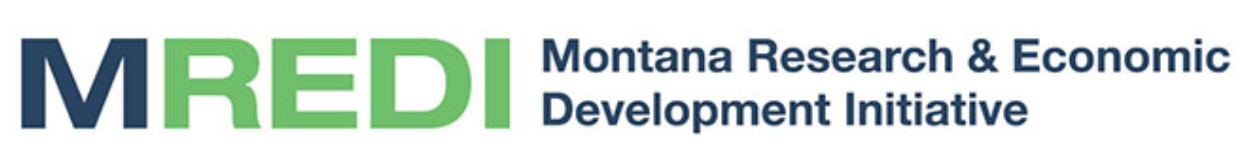 MREDI
Montana Research & Economic
Development Initiative